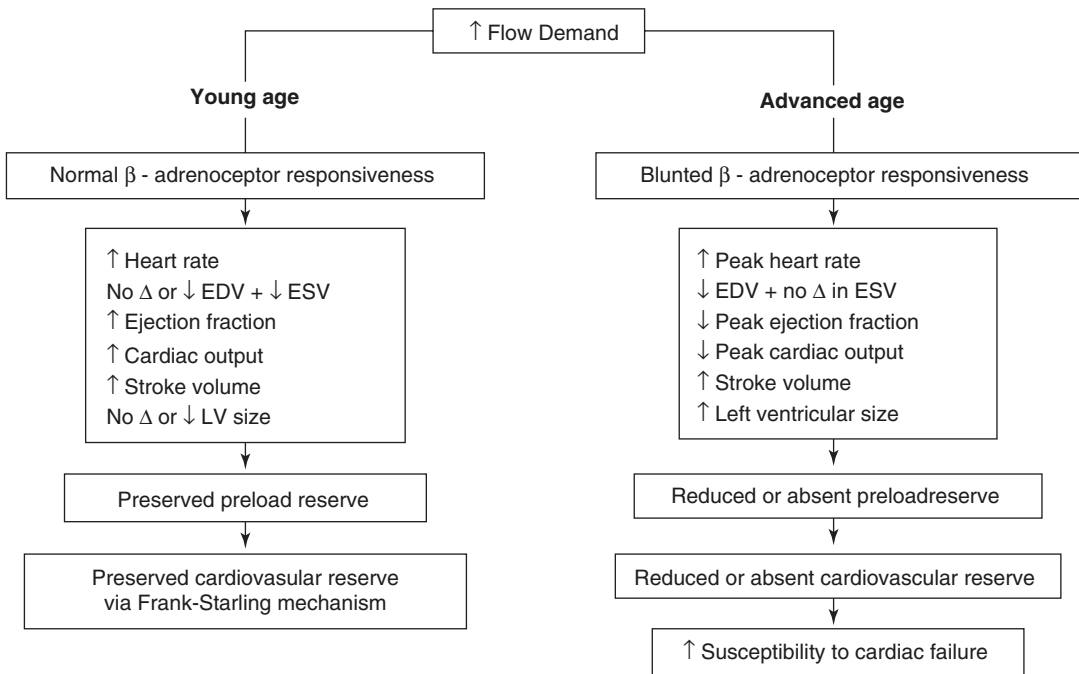 ↑ Flow Demand
Young age
Normal β - adrenoceptor responsiveness
↑ Heart rate
No Δ or ↓ EDV + ↓ ESV
↑ Ejection fraction
↑ Cardiac output
↑ Stroke volume
No Δ or ↓ LV size
Preserved preload reserve
Preserved cardiovasular reserve
via Frank-Starling mechanism
Advanced age
Blunted β - adrenoceptor responsiveness
↑ Peak heart rate
↓ EDV + no Δ in ESV
↓ Peak ejection fraction
↓ Peak cardiac output
↑ Stroke volume
↑ Left ventricular size
Reduced or absent preloadreserve
Reduced or absent cardiovascular reserve
↑ Susceptibility to cardiac failure